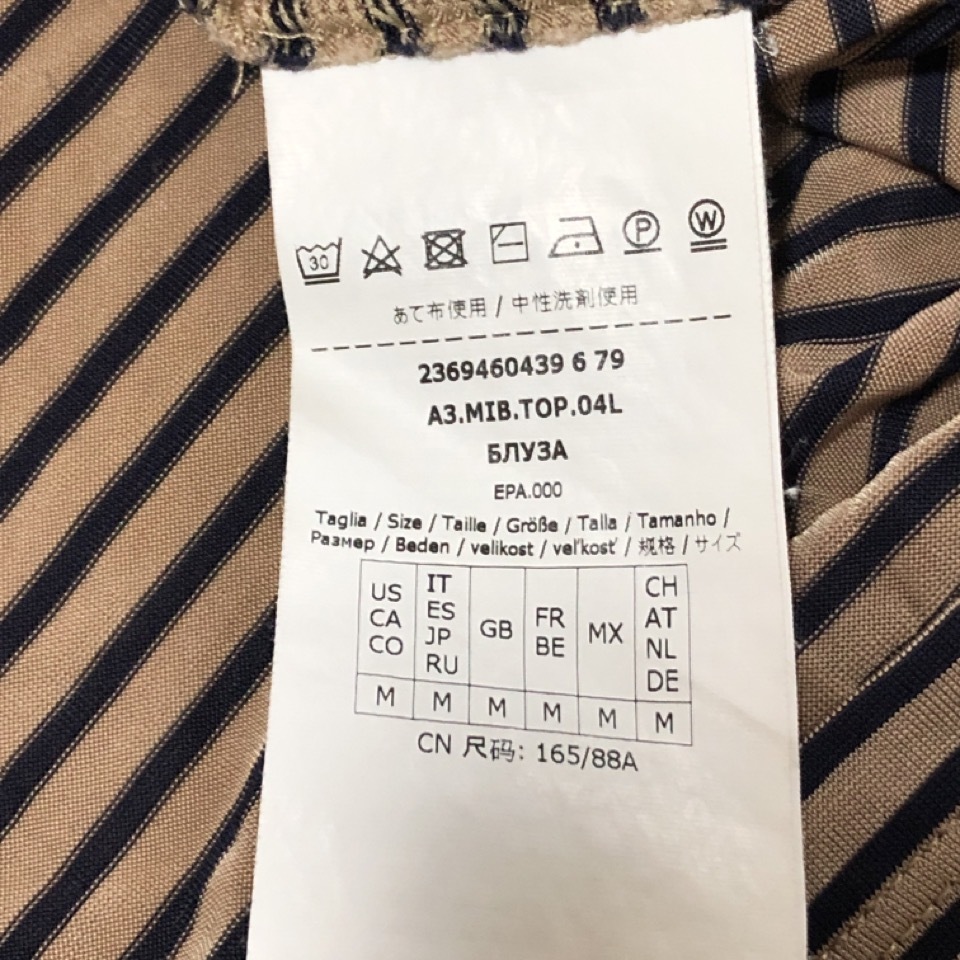 30 P W
あて布使用 / 中性洗剤使用
2369460439 6 79
A3.MIB.TOP.04L
БЛУЗА
EPA.000
Taglia / Size / Taille / Größe / Talla / Tamanho /
Размер / Beden / velikost / veľkosť / 规格 / サイズ
US CA CO IT ES JP RU GB FR BE MX CH AT NL DE
M M M M M M
CN 尺码: 165/88A